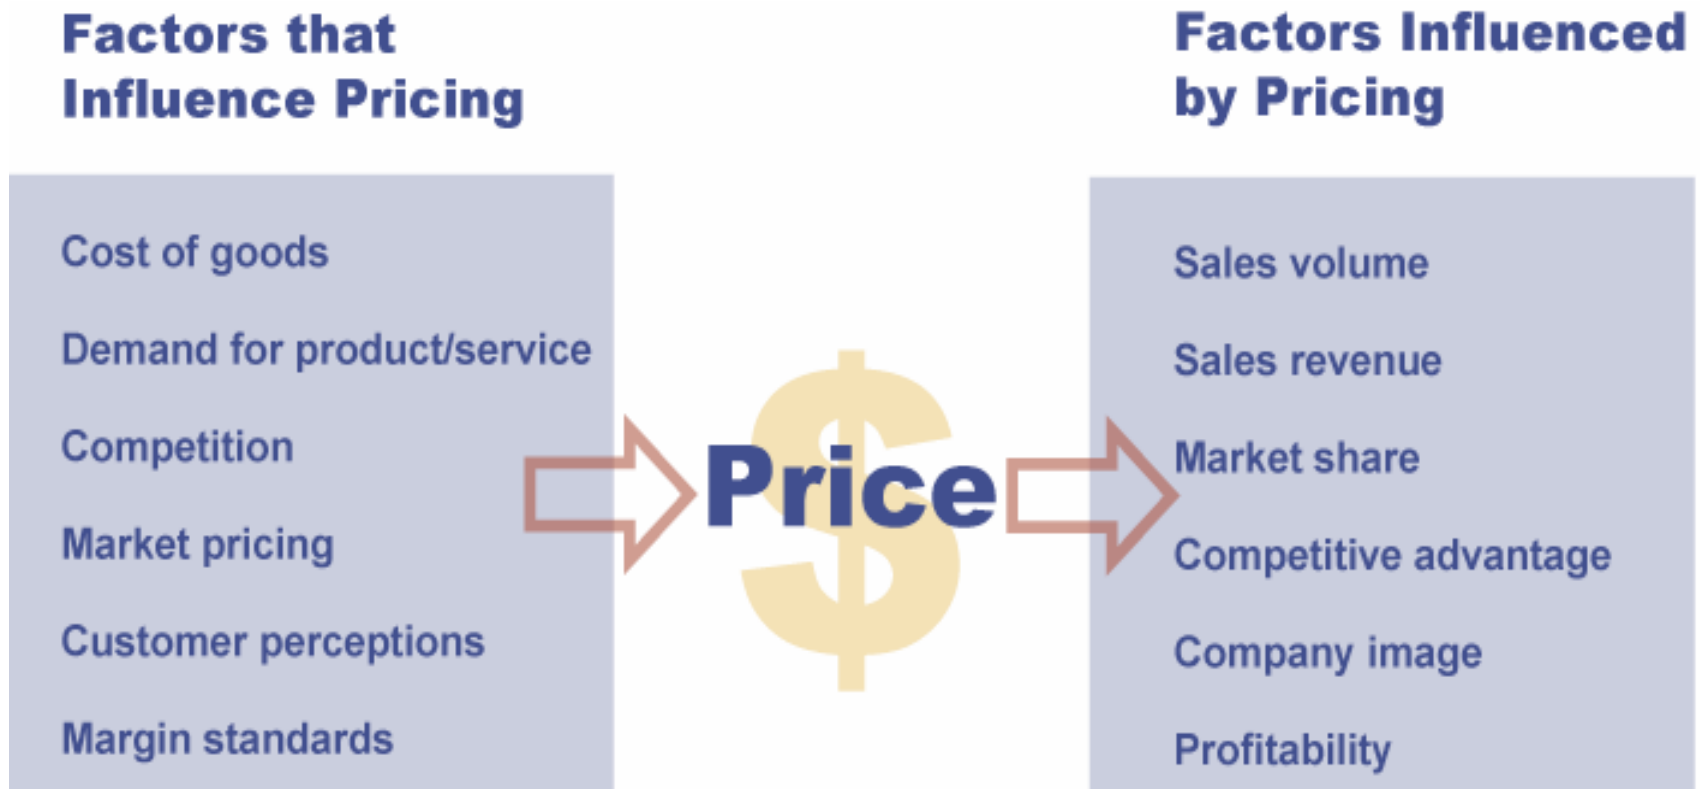 Factors that
Influence Pricing
Cost of goods
Demand for product/service
Competition
Market pricing
Customer perceptions
Margin standards
$
Price
Factors Influenced
by Pricing
Sales volume
Sales revenue
Market share
Competitive advantage
Company image
Profitability